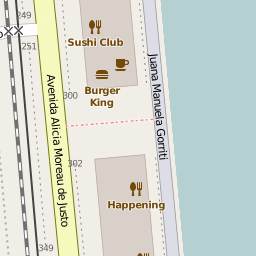 249
251
Sushi Club
Burger
King
300
Juana Manuela Gorriti
Avenida Alicia Moreau de Justo
302
Happening
349